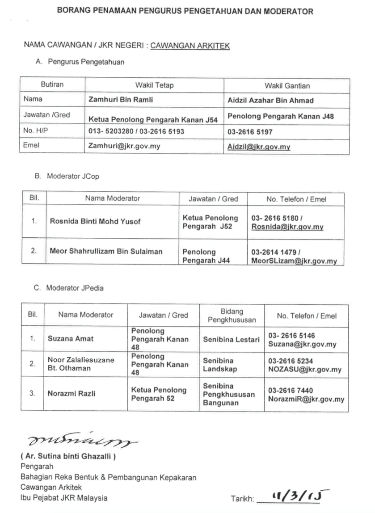 BORANG PENAMAAN PENGURUS PENGETAHUAN DAN MODERATOR
NAMA CAWANGAN / JKR NEGERI : CAWANGAN ARKITEK
A. Pengurus Pengetahuan
Butiran Wakil Tetap Wakil Gantian
Nama Zamhuri Bin Ramli Aidzil Azahar Bin Ahmad
Jawatan /Gred Ketua Penolong Pengarah Kanan J54 Penolong Pengarah Kanan J48
No. H/P 013- 5203280 / 03-2616 5193 03-2616 5197
Emel Zamhuri@jkr.gov.my Aidzil@jkr.gov.my
B. Moderator JCop
Bil. Nama Moderator Jawatan / Gred No. Telefon / Emel
1. Rosnida Binti Mohd Yusof Ketua Penolong Pengarah J52 03- 2616 5180 /
Rosnida@jkr.gov.my
2. Meor Shahrullizam Bin Sulaiman Penolong Pengarah J44 03-2614 1479 /
MeorSLizam@jkr.gov.my
C. Moderator JPedia
Bil. Nama Moderator Jawatan / Gred Bidang Pengkhususan No. Telefon / Emel
1. Suzana Amat Penolong Pengarah Kanan 48 Senibina Lestari 03- 2616 5146
Suzana@jkr.gov.my
2. Noor Zalsliesuzane Bt. Othaman Penolong Pengarah Kanan 48 Senibina Landskap 03-2616 5234
NOZASU@jkr.gov.my
3. Norazmi Razli Ketua Penolong Pengarah 52 Senibina Pengkhususan Bangunan 03-2616 7440
NorazmiR@jkr.gov.my
( Ar. Sutina binti Ghazalli )
Pengarah
Bahagian Reka Bentuk & Pembangunan Kepakaran
Cawangan Arkitek
Ibu Pejabat JKR Malaysia
Tarikh: 4/3/15